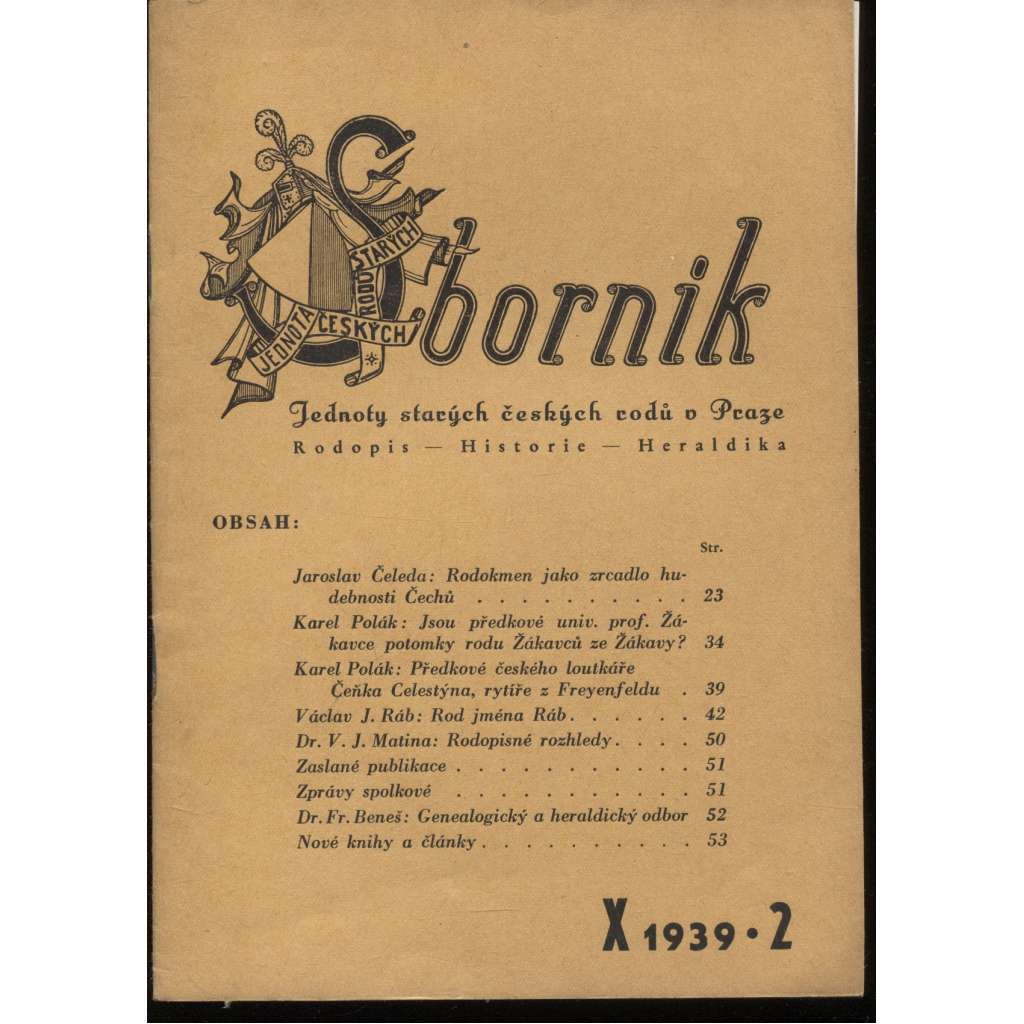 JEDNOTA
ČESKÝCH
RODŮ
STARÝCH
Sborník
Jednoty starých českých rodů v Praze
Rodopis — Historie — Heraldika
OBSAH:
Str.
Jaroslav Čeleda: Rodokmen jako zrcadlo hu-
debnosti Čechů . . . . . . . . . . 23
Karel Polák: Jsou předkové univ. prof. Žá-
kavce potomky rodu Žákavců ze Žákavy? 34
Karel Polák: Předkové českého loutkáře
Čeňka Celestýna, rytíře z Freyenfeldu . 39
Václav J. Ráb: Rod jména Ráb . . . . . . 42
Dr. V. J. Matina: Rodopisné rozhledy . . . . 50
Zaslané publikace . . . . . . . . . . . 51
Zprávy spolkové . . . . . . . . . . . 51
Dr. Fr. Beneš: Genealogický a heraldický odbor 52
Nové knihy a články . . . . . . . . . . 53
X 1939 • 2